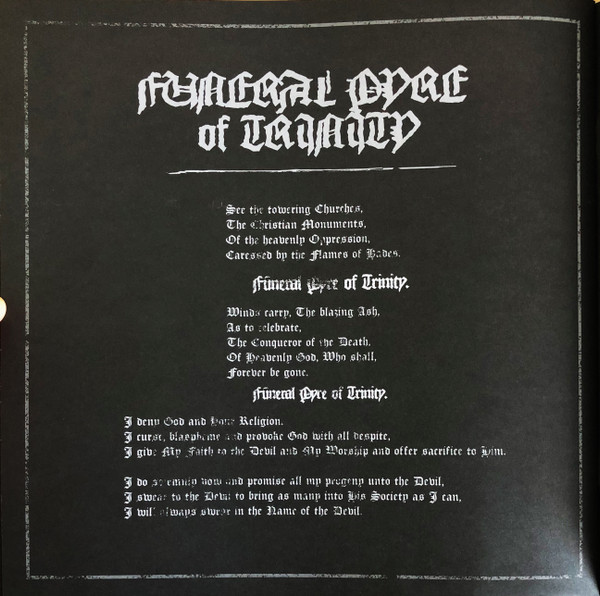 FUNERAL PYRE
of TRINITY
See the towering Churches,
The Christian Monuments,
Of the heavenly Oppression,
Caressed by the Flames of Hades.
Funeral Pyre of Trinity.
Winds carry, The blazing Ash,
As to celebrate,
The Conqueror of the Death,
Of Heavenly God, Who shall,
Forever be gone.
Funeral Pyre of Trinity.
I deny God and Religion.
I curse, blaspheme and provoke God with all despite,
I give My Faith to the Devil and My Worship and offer sacrifice to Him.
I do solemnly vow and promise all my progeny unto the Devil,
I swear to the Devil to bring as many into His Society as I can,
I will always swear in the Name of the Devil.